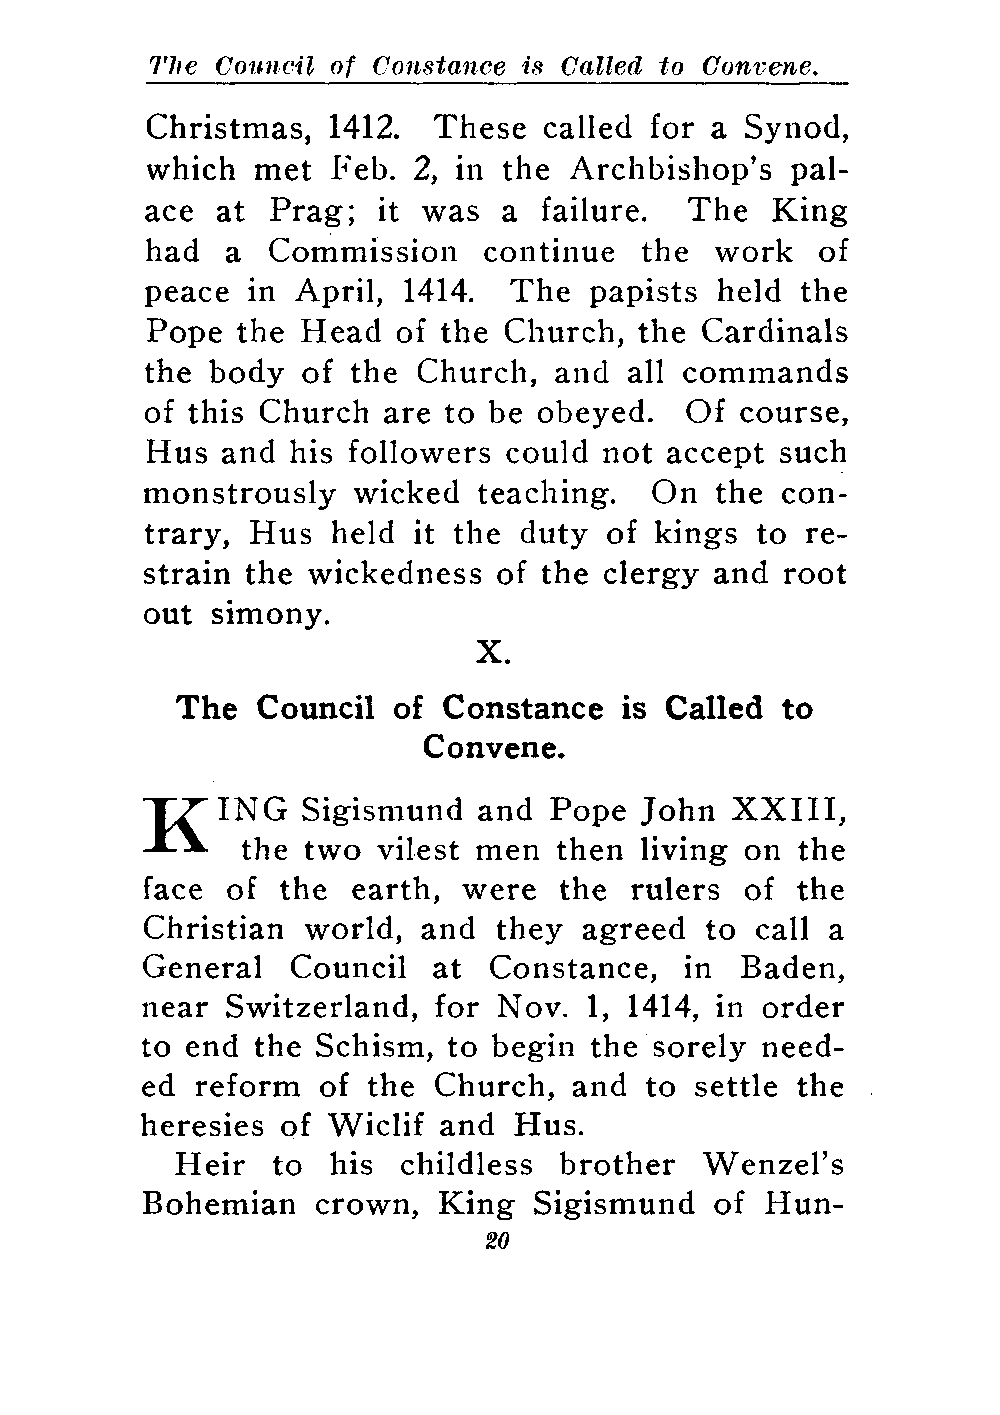 The Council of Constance is Called to Convene.
Christmas, 1412. These called for a Synod,
which met Feb. 2, in the Archbishop's pal-
ace at Prag; it was a failure. The King
had a Commission continue the work of
peace in April, 1414. The papists held the
Pope the Head of the Church, the Cardinals
the body of the Church, and all commands
of this Church are to be obeyed. Of course,
Hus and his followers could not accept such
monstrously wicked teaching. On the con-
trary, Hus held it the duty of kings to re-
strain the wickedness of the clergy and root
out simony.
X.
The Council of Constance is Called to
Convene.
KING Sigismund and Pope John XXIII,
the two vilest men then living on the
face of the earth, were the rulers of the
Christian world, and they agreed to call a
General Council at Constance, in Baden,
near Switzerland, for Nov. 1, 1414, in order
to end the Schism, to begin the sorely need-
ed reform of the Church, and to settle the
heresies of Wiclif and Hus.
Heir to his childless brother Wenzel's
Bohemian crown, King Sigismund of Hun-
20